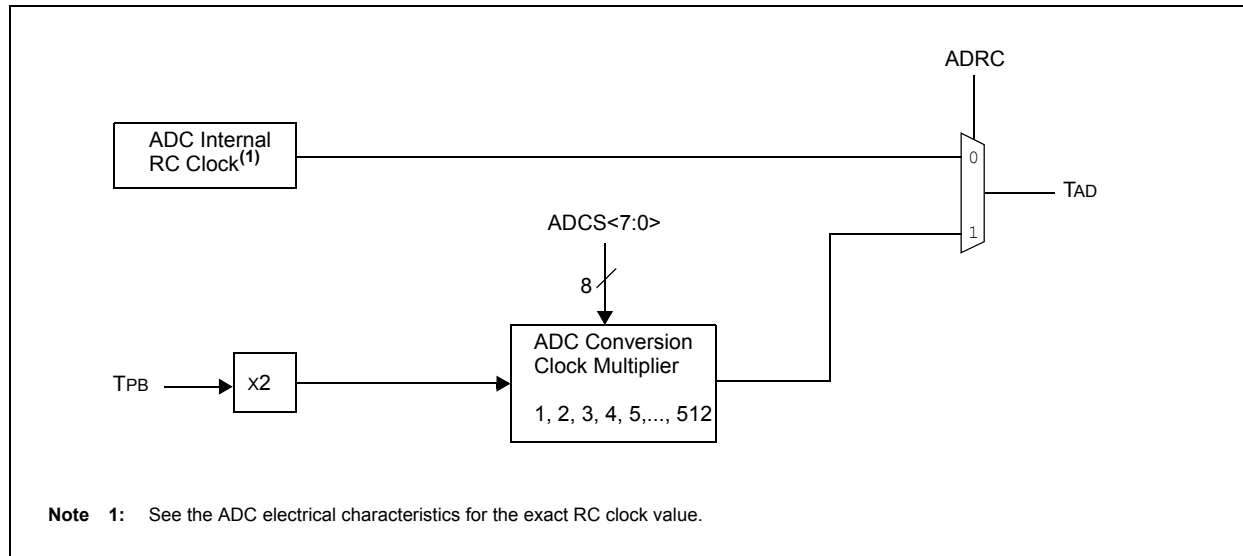 ADRC
ADC Internal
RC Clock(1)
0
TAD
ADCS<7:0>
1
8
ADC Conversion
Clock Multiplier
TPB
X2
1, 2, 3, 4, 5,..., 512
Note 1: See the ADC electrical characteristics for the exact RC clock value.